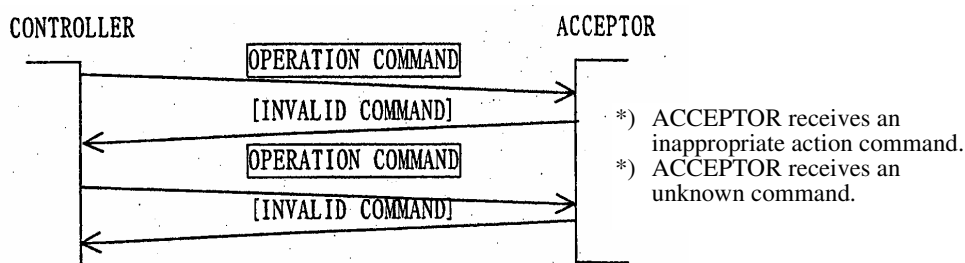 CONTROLLER
ACCEPTOR
OPERATION COMMAND
[INVALID COMMAND]
*) ACCEPTOR receives an
inappropriate action command.
OPERATION COMMAND
*) ACCEPTOR receives an
unknown command.
[INVALID COMMAND]